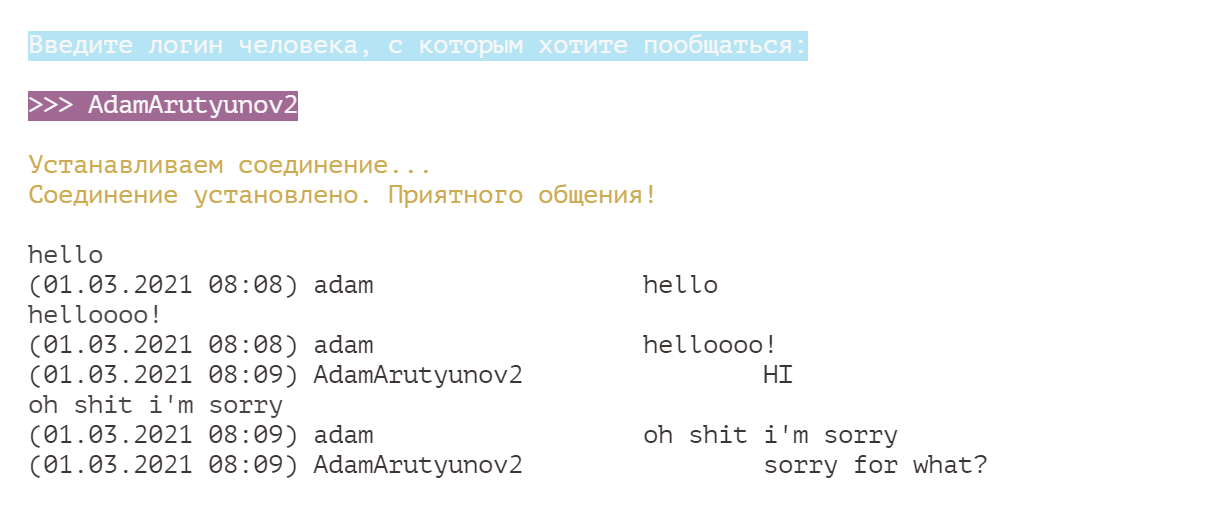 Введите логин человека, с которым хотите пообщаться:
>>> AdamArutyunov2
Устанавливаем соединение...
Соединение установлено. Приятного общения!
hello
(01.03.2021 08:08) adam hello
helloooo!
(01.03.2021 08:08) adam helloooo!
(01.03.2021 08:09) AdamArutyunov2 HI
oh shit i'm sorry
(01.03.2021 08:09) adam oh shit i'm sorry
(01.03.2021 08:09) AdamArutyunov2 sorry for what?